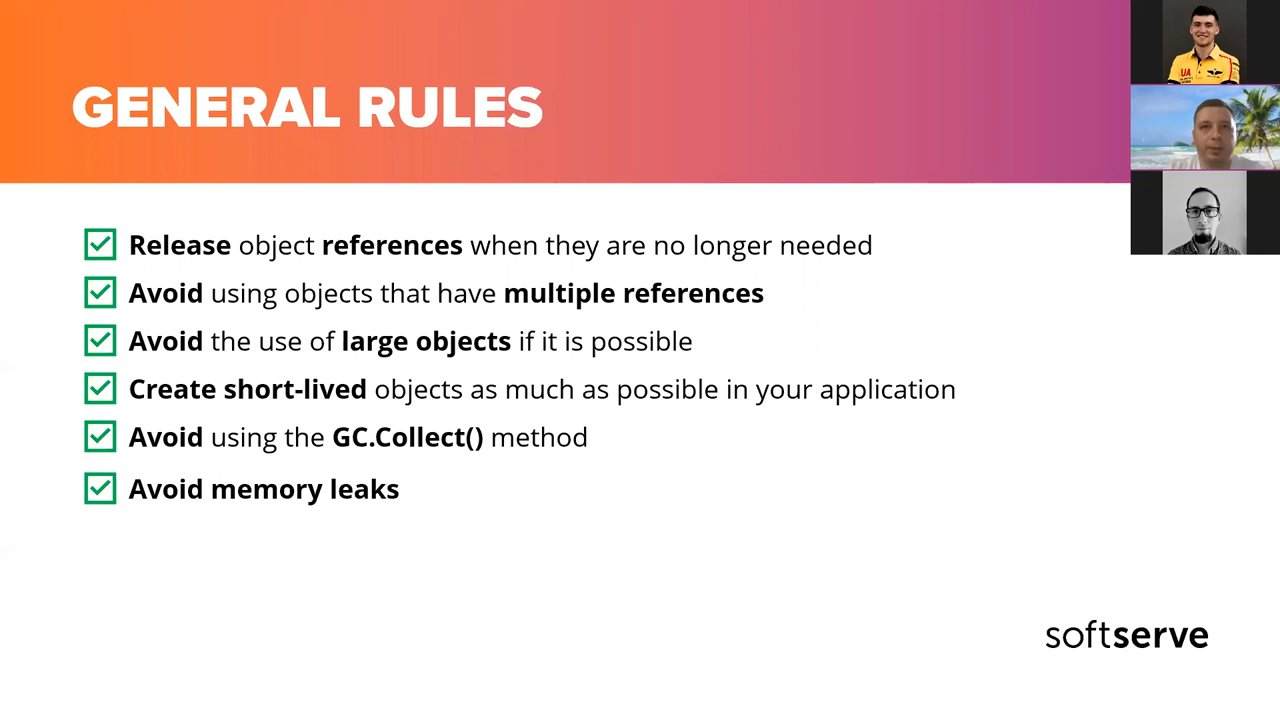 GENERAL RULES
Release object references when they are no longer needed
Avoid using objects that have multiple references
Avoid the use of large objects if it is possible
Create short-lived objects as much as possible in your application
Avoid using the GC.Collect() method
Avoid memory leaks
softserve
UA